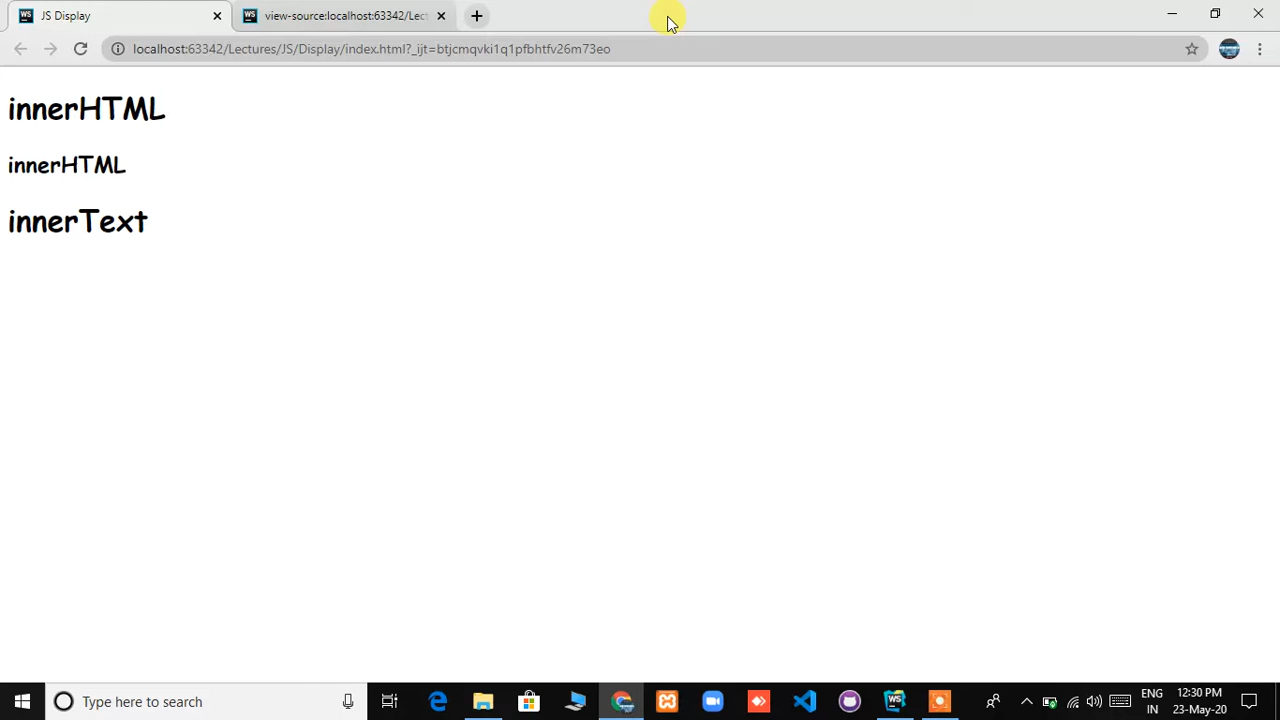 JS Display
view-source:localhost:63342/Lect
localhost:63342/Lectures/JS/Display/index.html?_ijt=btjcmqvki1q1pfbhtfv26m73eo
innerHTML
innerHTML
innerText
Type here to search
ENG
IN
12:30 PM
23-May-20